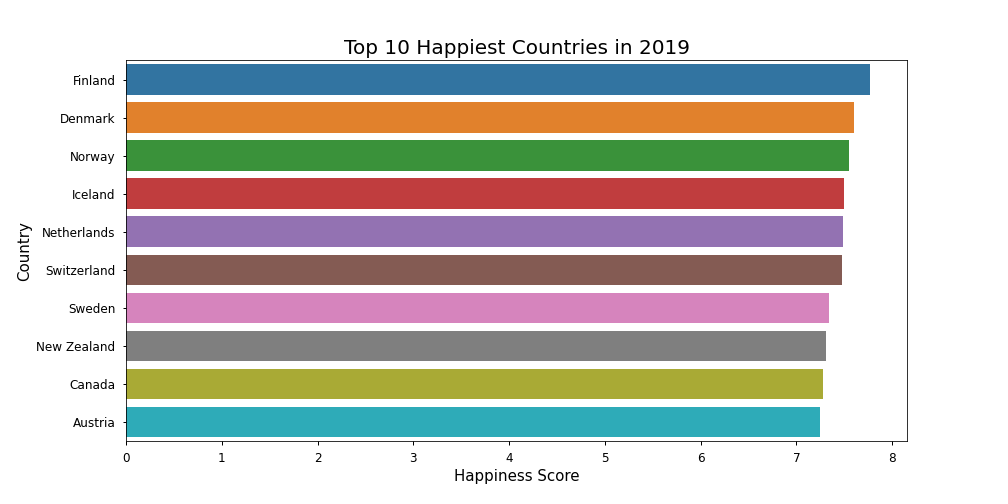 Top 10 Happiest Countries in 2019
Country
Finland
Denmark
Norway
Iceland
Netherlands
Switzerland
Sweden
New Zealand
Canada
Austria
0 1 2 3 4 5 6 7 8
Happiness Score